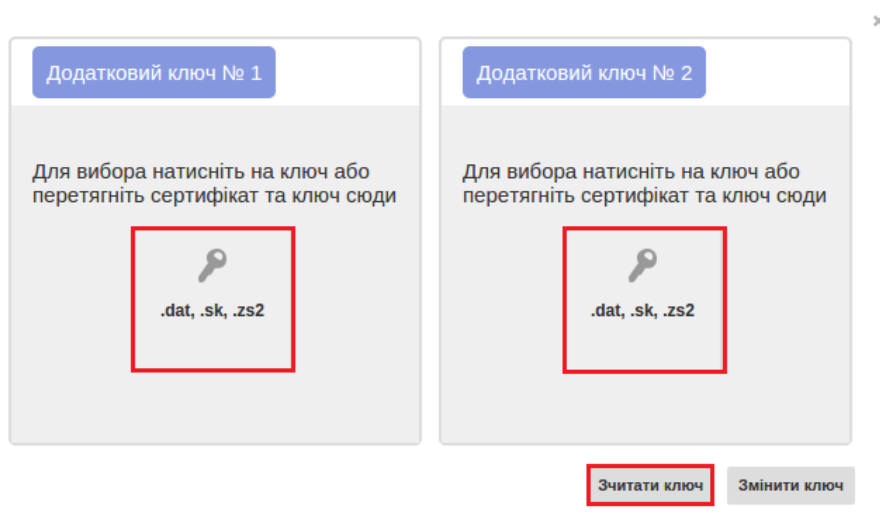 Додатковий ключ № 1
Для вибора натисніть на ключ або
перетягніть сертифікат та ключ сюди
.dat, .sk, .zs2
Додатковий ключ № 2
Для вибора натисніть на ключ або
перетягніть сертифікат та ключ сюди
.dat, .sk, .zs2
Зчитати ключ
Змінити ключ